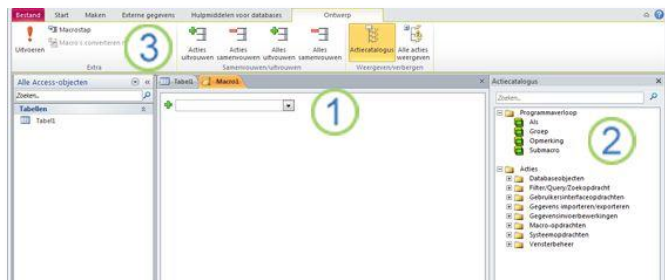 Bestand Start Maken Externe gegevens Hulpmiddelen voor databases Ontwerp
Uitvoeren
Macrostap
Macro's converteren
Extra
3
Acties uitvouwen
Acties samenvouwen
Alles uitvouwen
Alles samenvouwen
Samenvouwen/uitvouwen
Actiecatalogus
Alle acties weergeven
Weergeven/verbergen
Alle Access-objecten
Zoeken...
Tabellen
Tabel1
Tabel1 Macro1
1
Actiecatalogus
Zoeken...
Programmaverloop
Als
Groep
Opmerking
Submacro
2
Acties
Databaseobjecten
Filter/Query/Zoekopdracht
Gebruikersinterfaceopdrachten
Gegevens importeren/exporteren
Gegevensinvoerbewerkingen
Macro-opdrachten
Systeemopdrachten
Vensterbeheer